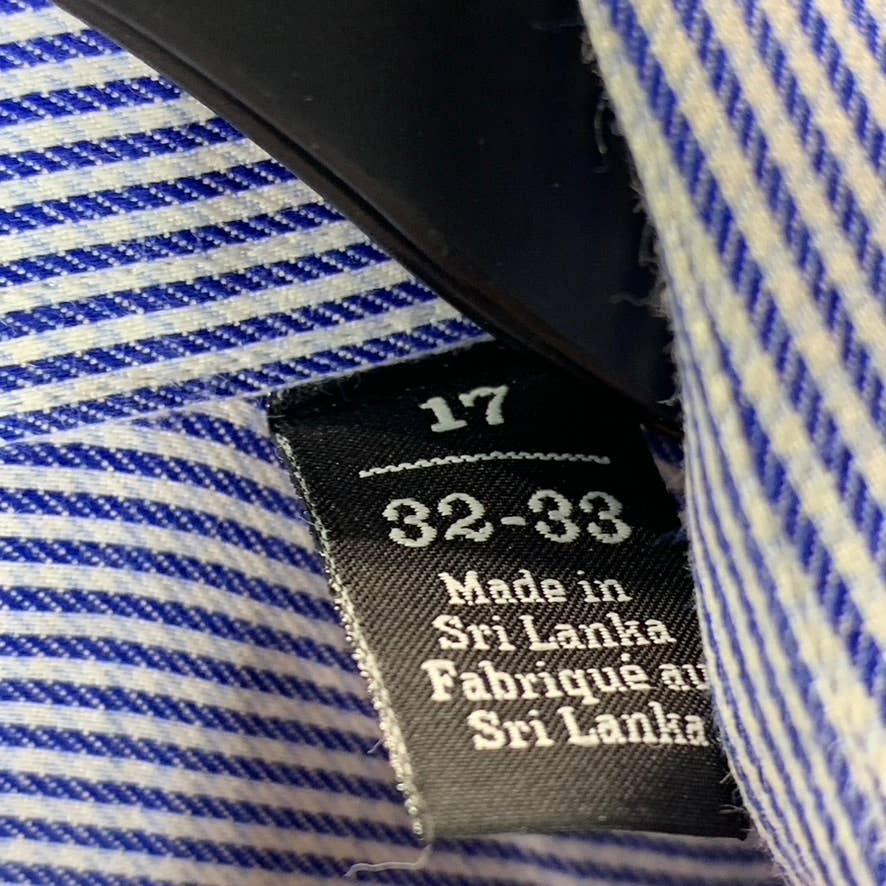 17
32-33
Made in
Sri Lanka
Fabriqué au
Sri Lanka